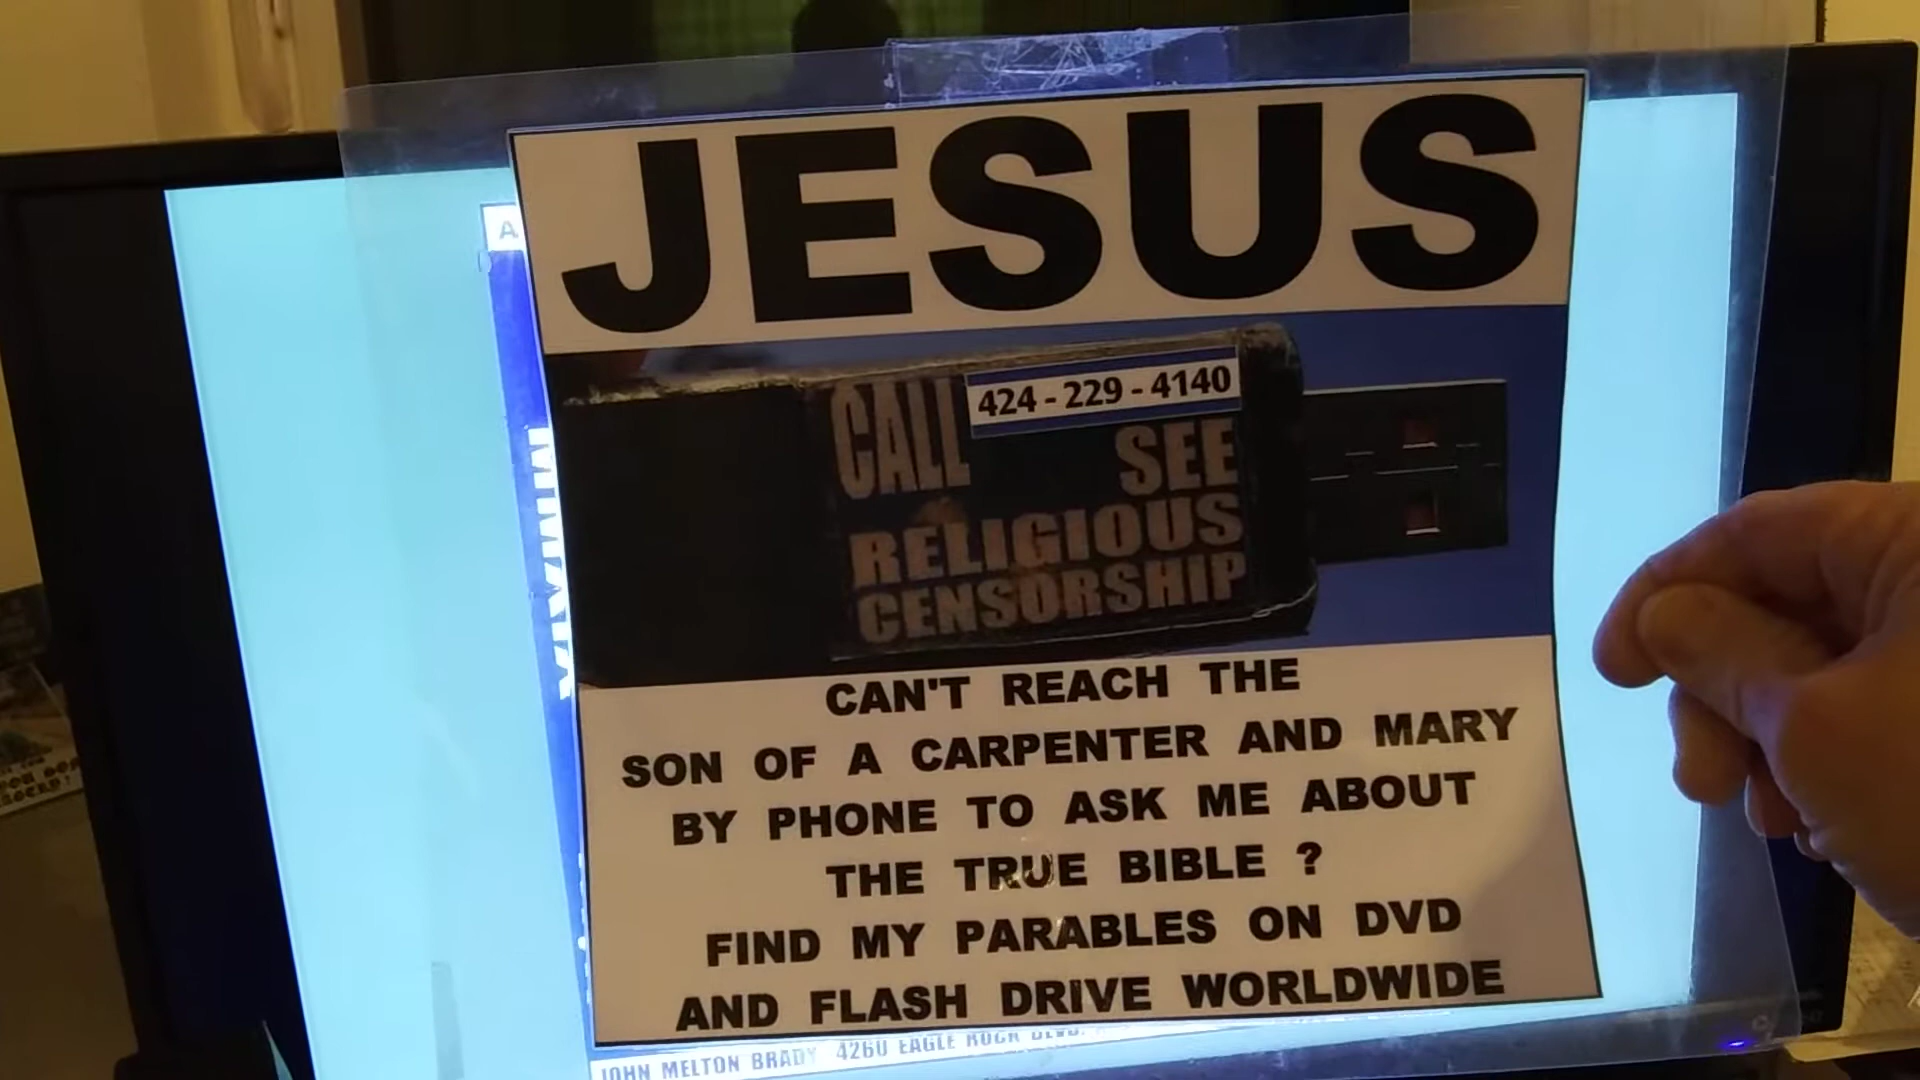 JESUS
CALL 424-229-4140
SEE
RELIGIOUS
CENSORSHIP
CAN'T REACH THE
SON OF A CARPENTER AND MARY
BY PHONE TO ASK ME ABOUT
THE TRUE BIBLE ?
FIND MY PARABLES ON DVD
AND FLASH DRIVE WORLDWIDE
JOHN MELTON BRADY 4260 EAGLE ROCK BLVD.